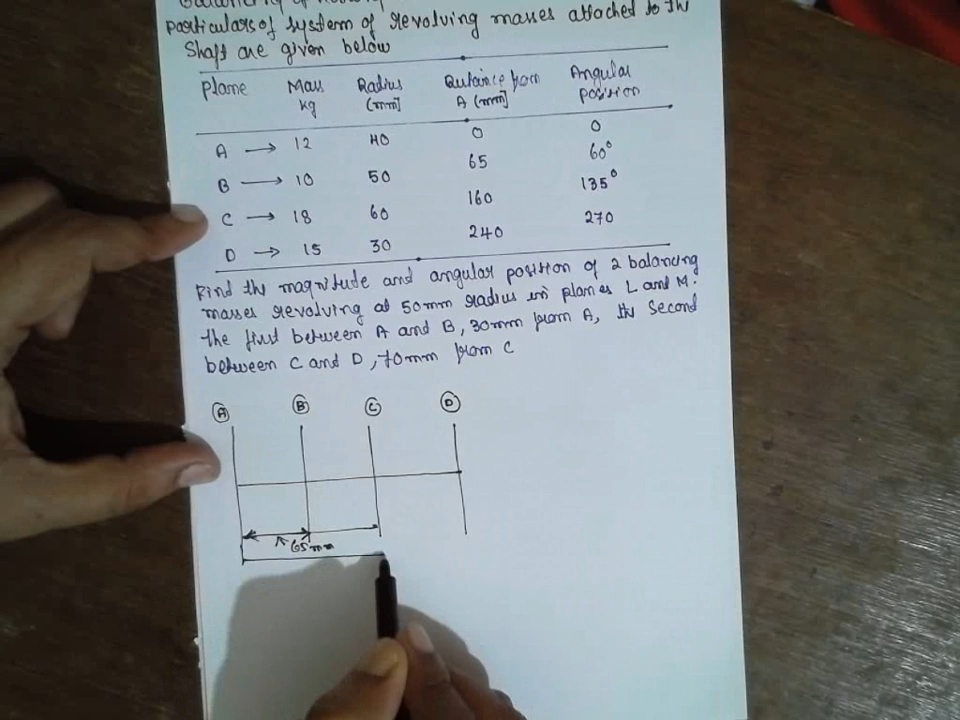 particulars of system of revolving masses attached to the
shaft are given below
Plane Mass Radius Distance from Angular
kg (mm] A (mm] position
A → 12 40 0 0
B → 10 50 65 60°
C → 18 60 160 135°
D → 15 30 240 270
Find the magnitude and angular position of 2 balancing
masses revolving at 50mm radius in planes L and M.
the first between A and B, 30mm from A, the second
between C and D, 70mm from C
A B C D
65mm